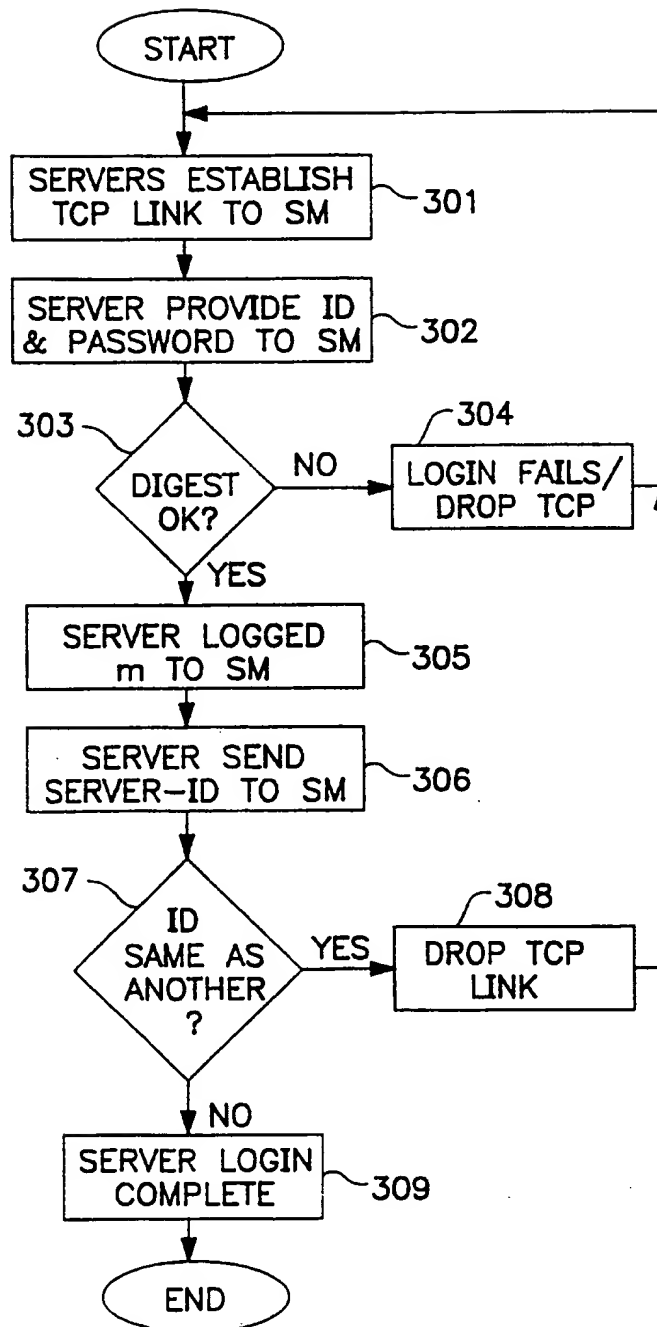 START
SERVERS ESTABLISH
TCP LINK TO SM
301
SERVER PROVIDE ID
& PASSWORD TO SM
302
303
DIGEST
OK?
NO
304
LOGIN FAILS/
DROP TCP
YES
SERVER LOGGED
m TO SM
305
SERVER SEND
SERVER-ID TO SM
306
307
ID
SAME AS
ANOTHER
?
YES
308
DROP TCP
LINK
NO
SERVER LOGIN
COMPLETE
309
END